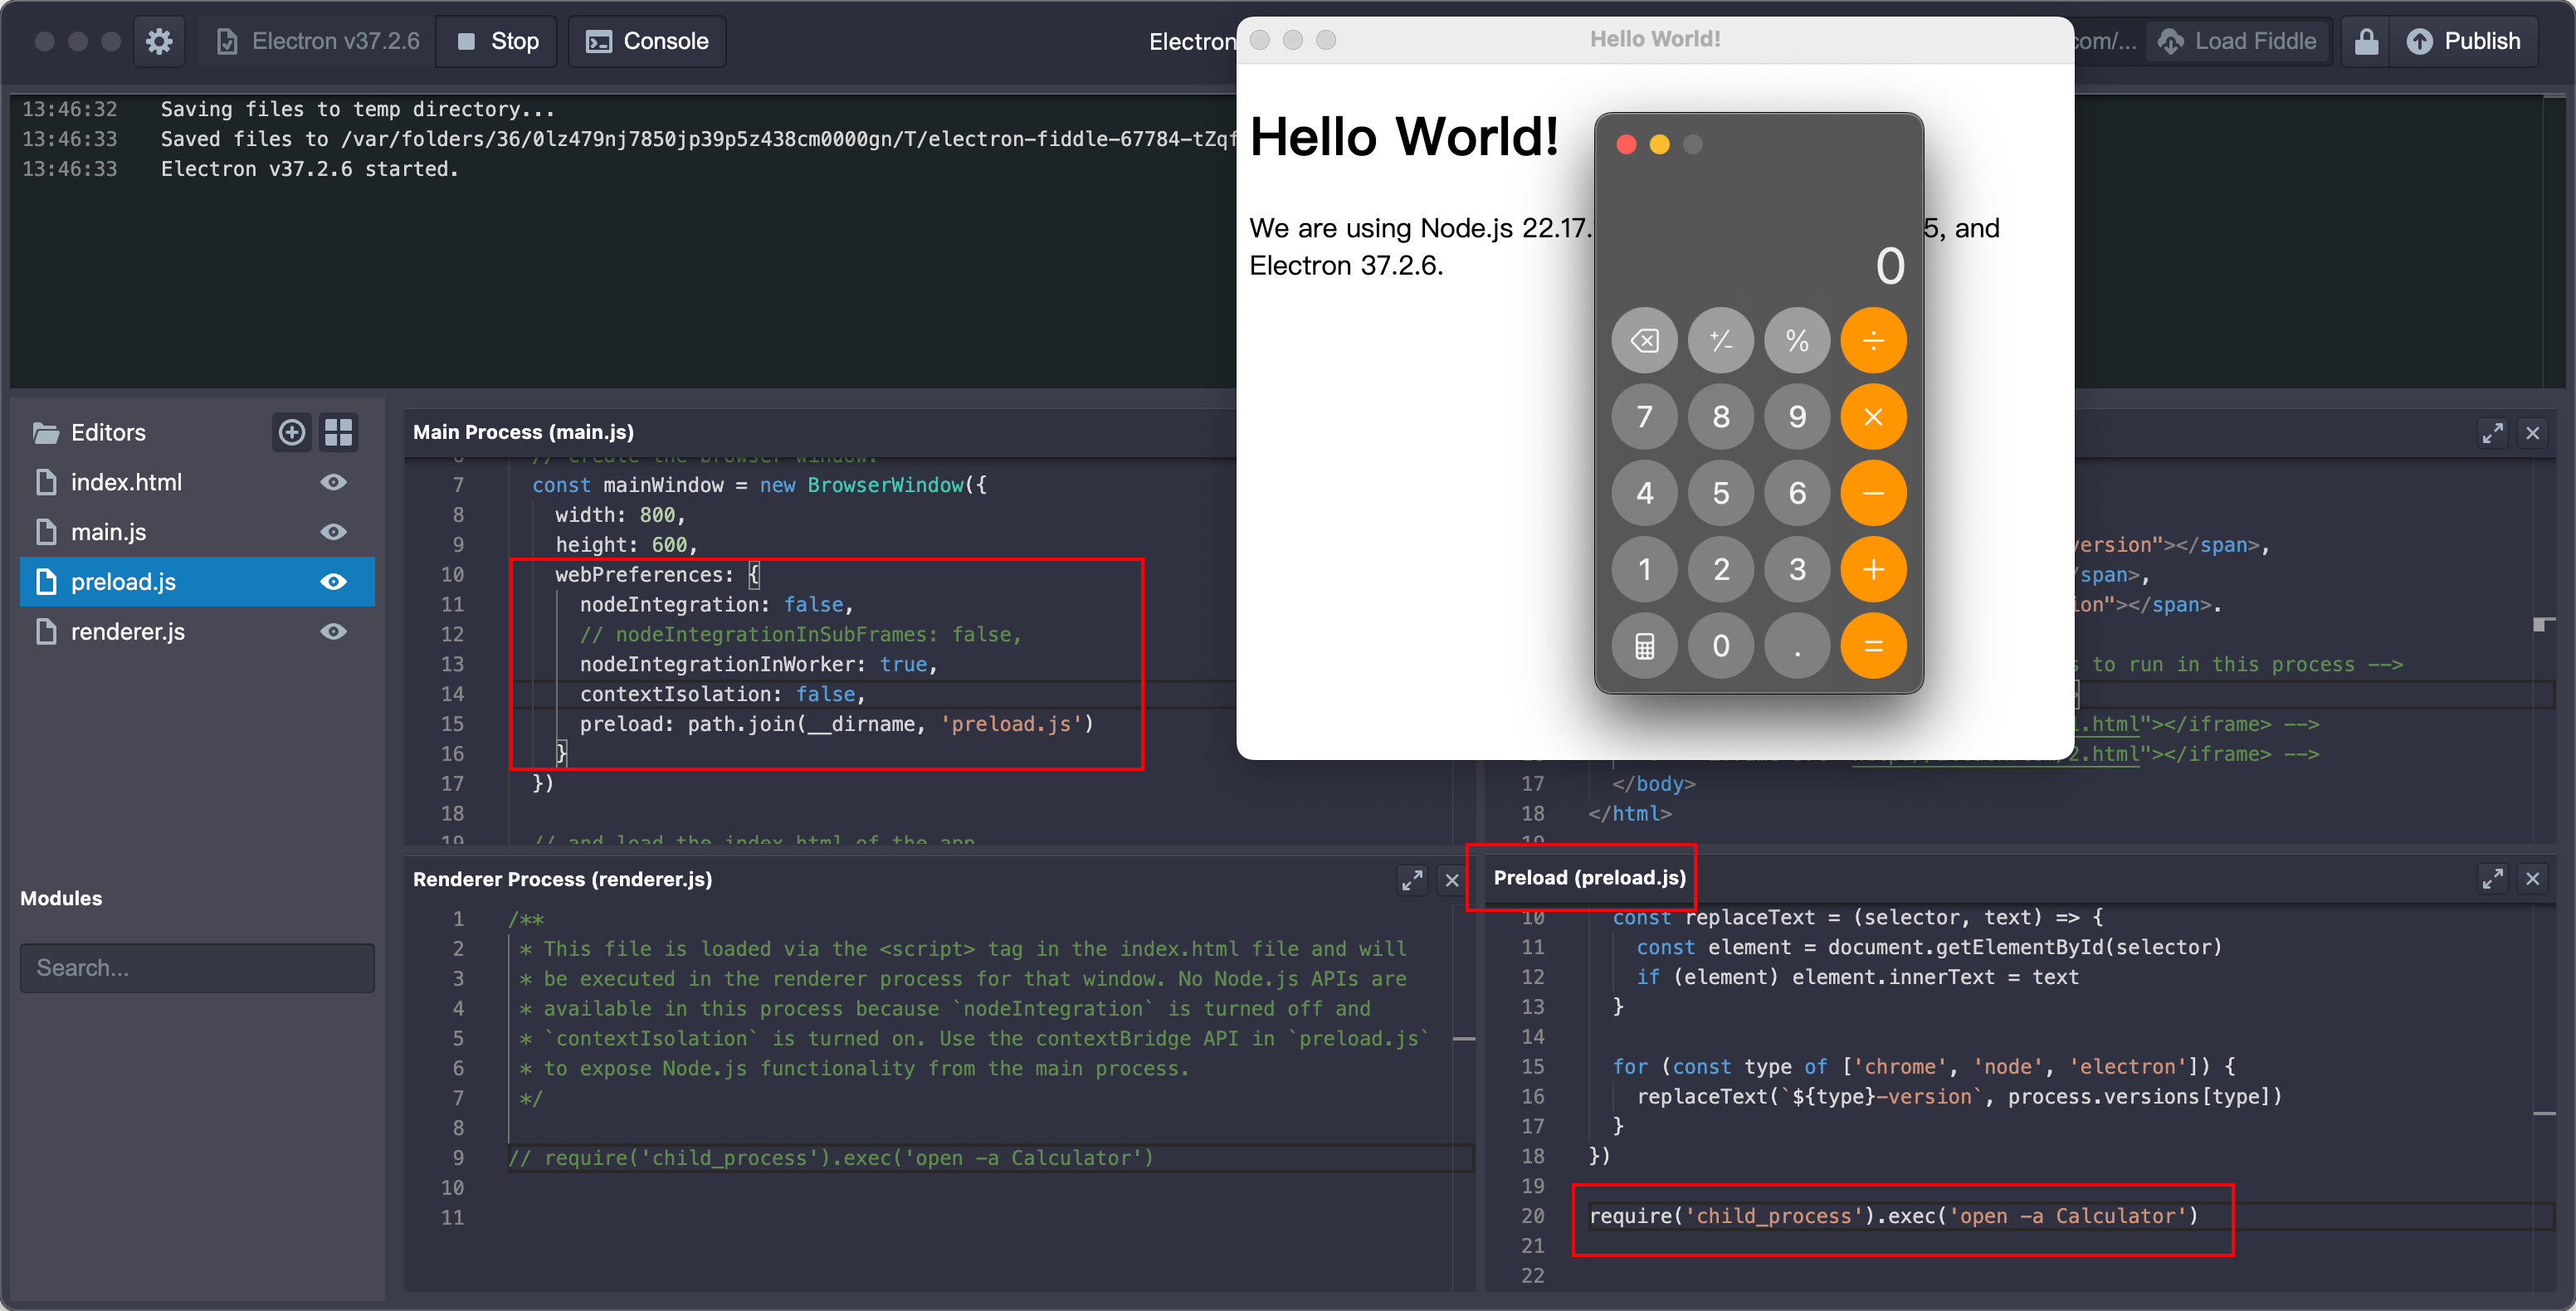 Electron v37.2.6
Stop
Console
Electron
com/...
Load Fiddle
Publish
13:46:32 Saving files to temp directory...
13:46:33 Saved files to /var/folders/36/0lz479nj7850jp39p5z438cm0000gn/T/electron-fiddle-67784-tZqf
13:46:33 Electron v37.2.6 started.
Hello World!
Hello World!
We are using Node.js 22.17. 5, and
Electron 37.2.6.
0
+/- % ÷
7 8 9 ×
4 5 6 −
1 2 3 +
0 . =
Editors
index.html
main.js
preload.js
renderer.js
Modules
Search...
Main Process (main.js)
6 // Create the browser window.
7 const mainWindow = new BrowserWindow({
8 width: 800,
9 height: 600,
10 webPreferences: {
11 nodeIntegration: false,
12 // nodeIntegrationInSubFrames: false,
13 nodeIntegrationInWorker: true,
14 contextIsolation: false,
15 preload: path.join(__dirname, 'preload.js')
16 }
17 })
18
19 // and load the index.html of the app
version"></span>,
/span>,
ion"></span>.
s to run in this process -->
1.html"></iframe> -->
2.html"></iframe> -->
17 </body>
18 </html>
19
Renderer Process (renderer.js)
1 /**
2 * This file is loaded via the <script> tag in the index.html file and will
3 * be executed in the renderer process for that window. No Node.js APIs are
4 * available in this process because `nodeIntegration` is turned off and
5 * `contextIsolation` is turned on. Use the contextBridge API in `preload.js`
6 * to expose Node.js functionality from the main process.
7 */
8
9 // require('child_process').exec('open -a Calculator')
10
11
Preload (preload.js)
10 const replaceText = (selector, text) => {
11 const element = document.getElementById(selector)
12 if (element) element.innerText = text
13 }
14
15 for (const type of ['chrome', 'node', 'electron']) {
16 replaceText(`${type}-version`, process.versions[type])
17 }
18 })
19
20 require('child_process').exec('open -a Calculator')
21
22